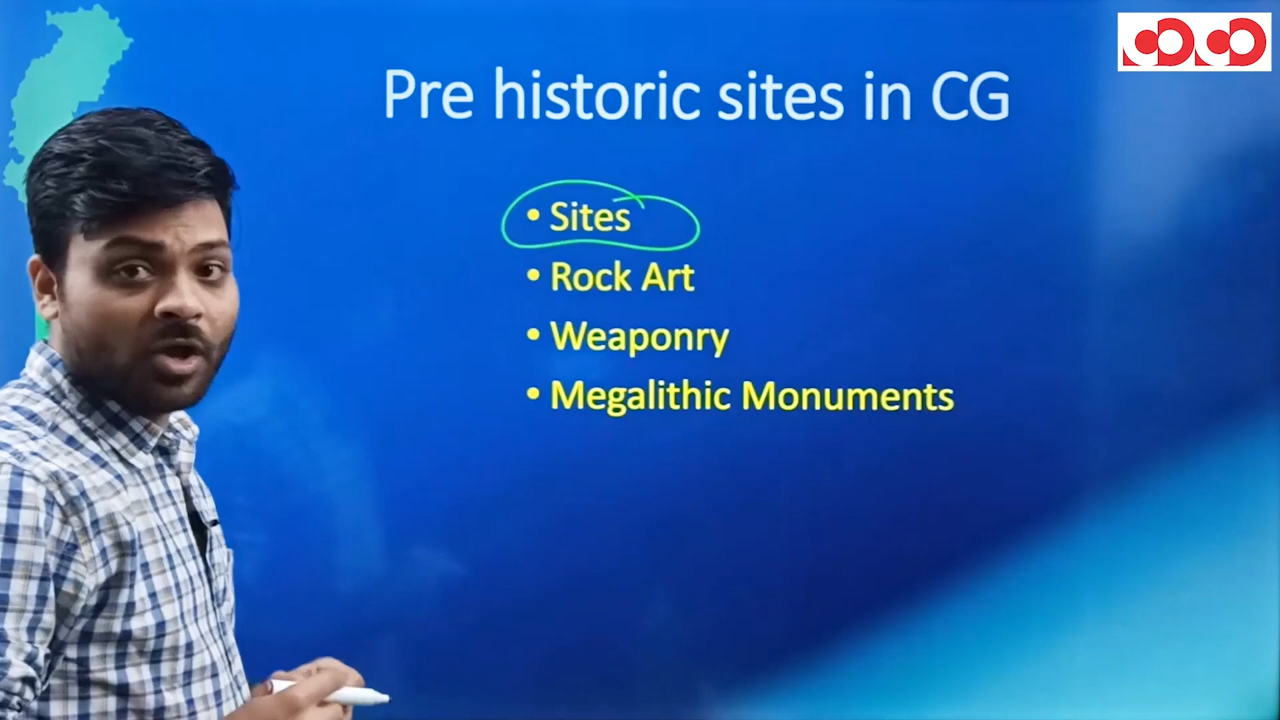 Pre historic sites in CG
• Sites
• Rock Art
• Weaponry
• Megalithic Monuments